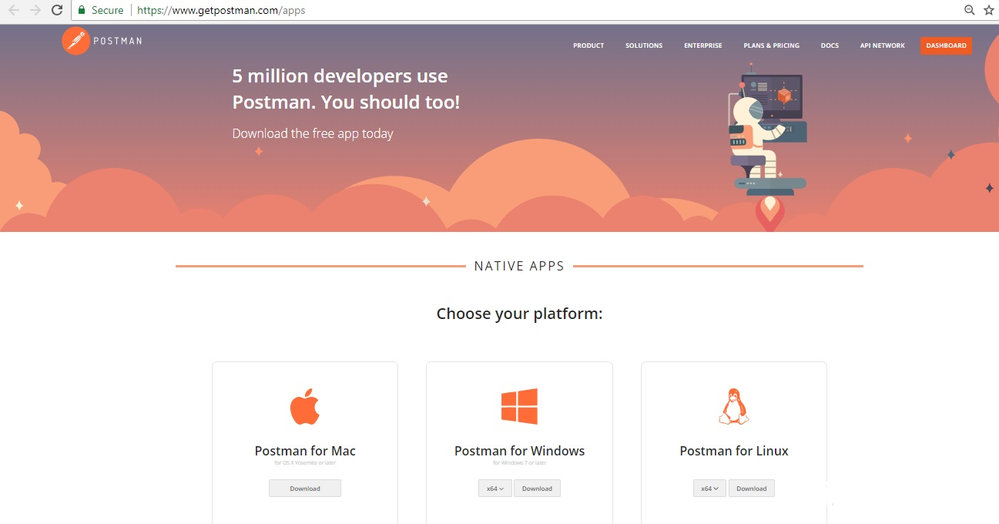 Secure
https://www.getpostman.com/apps
POSTMAN
PRODUCT SOLUTIONS ENTERPRISE PLANS & PRICING DOCS API NETWORK DASHBOARD
5 million developers use
Postman. You should too!
Download the free app today
NATIVE APPS
Choose your platform:
Postman for Mac
for OS X Yosemite or later
Download
Postman for Windows
for Windows 7 or later
x64 Download
Postman for Linux
x64 Download